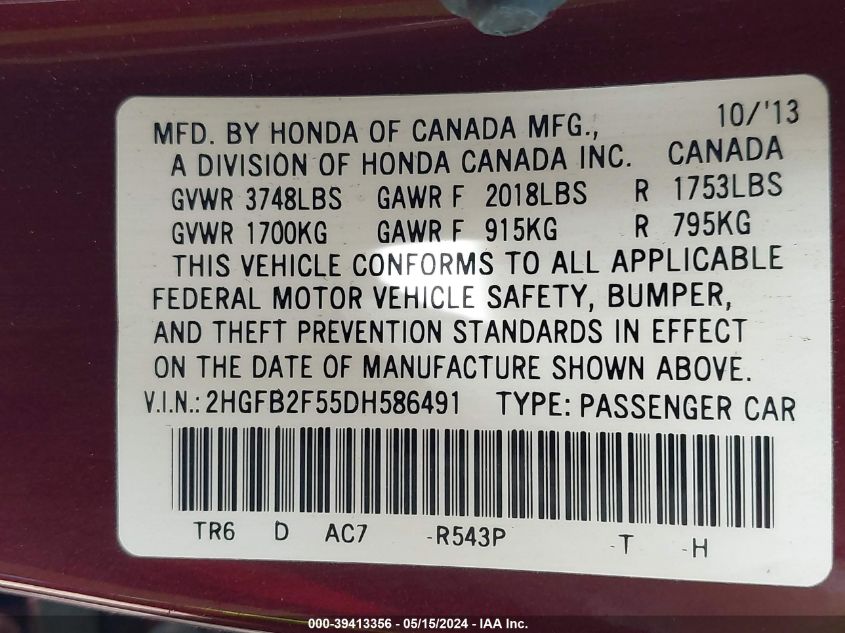 10/'13
MFD. BY HONDA OF CANADA MFG.,
A DIVISION OF HONDA CANADA INC. CANADA
GVWR 3748LBS GAWR F 2018LBS R 1753LBS
GVWR 1700KG GAWR F 915KG R 795KG
THIS VEHICLE CONFORMS TO ALL APPLICABLE
FEDERAL MOTOR VEHICLE SAFETY, BUMPER,
AND THEFT PREVENTION STANDARDS IN EFFECT
ON THE DATE OF MANUFACTURE SHOWN ABOVE.
V.I.N.: 2HGFB2F55DH586491 TYPE: PASSENGER CAR
TR6 D AC7 -R543P -T -H
000-39413356 - 05/15/2024 - IAA Inc.